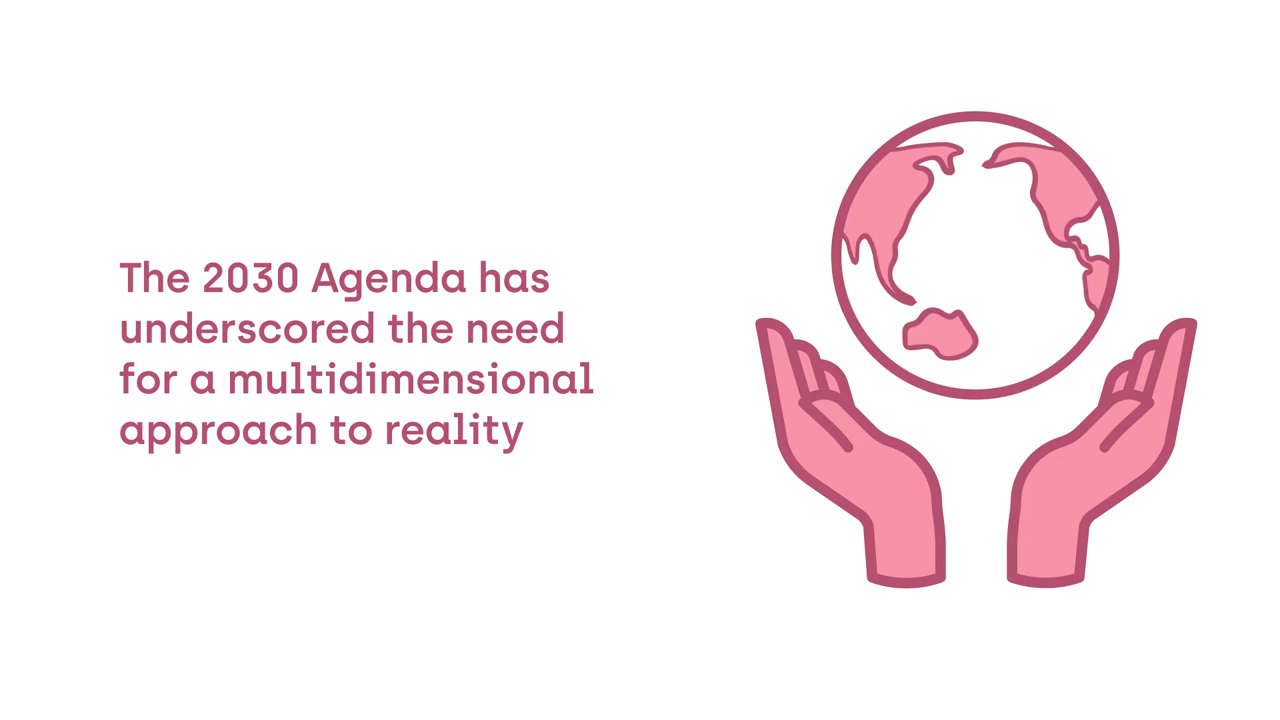 The 2030 Agenda has
underscored the need
for a multidimensional
approach to reality